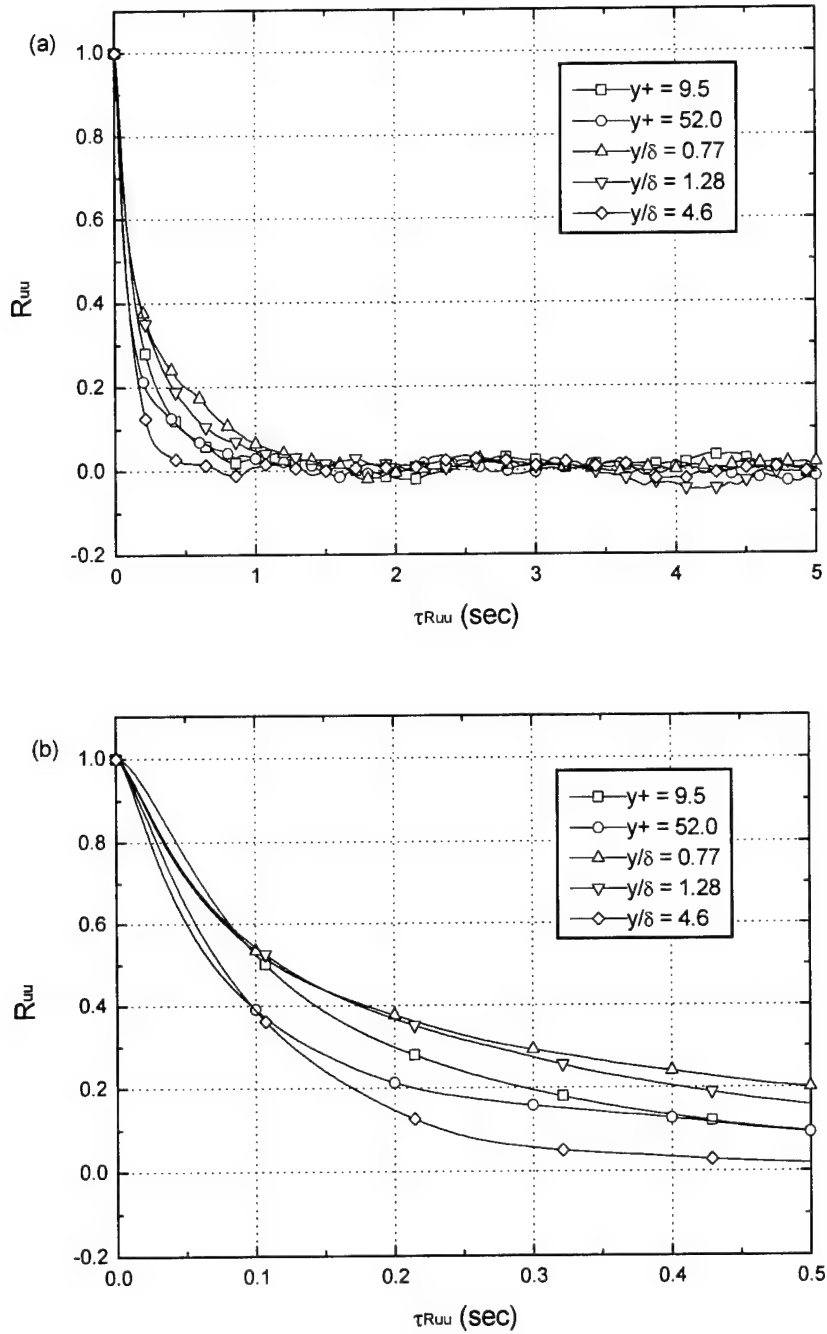 (a)
1.0
0.8
0.6
0.4
0.2
0.0
-0.2
Ruu
0 1 2 3 4 5
τRuu (sec)
y+ = 9.5
y+ = 52.0
y/δ = 0.77
y/δ = 1.28
y/δ = 4.6
(b)
1.0
0.8
0.6
0.4
0.2
0.0
-0.2
Ruu
0.0 0.1 0.2 0.3 0.4 0.5
τRuu (sec)
y+ = 9.5
y+ = 52.0
y/δ = 0.77
y/δ = 1.28
y/δ = 4.6